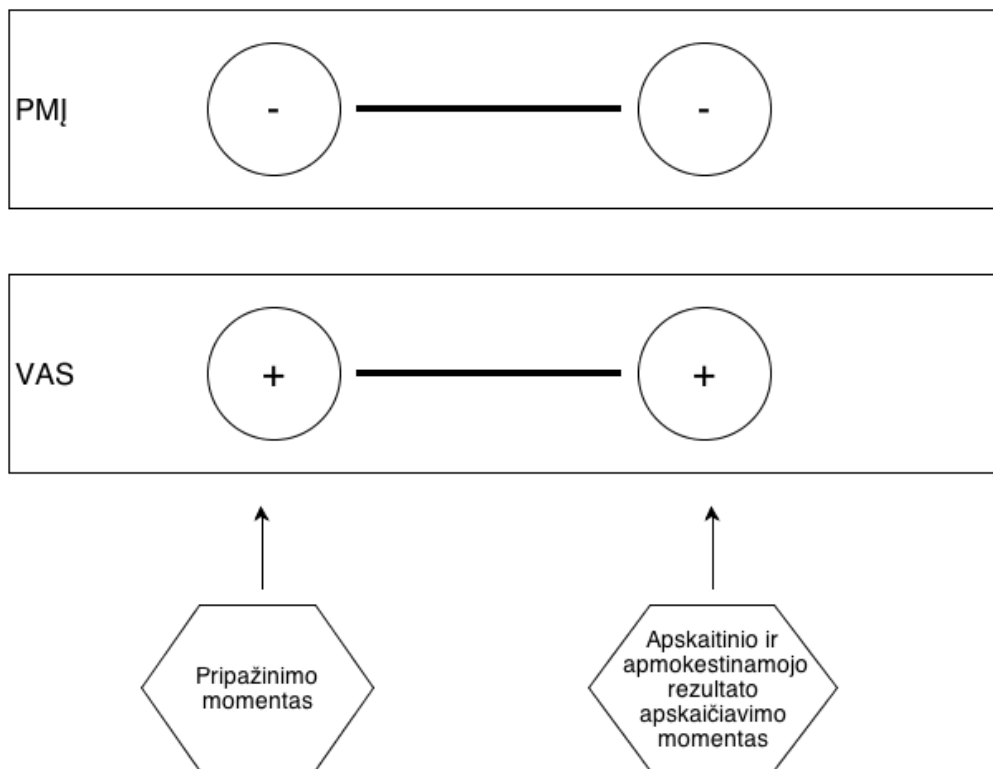 PMĮ
-
-
VAS
+
+
Pripažinimo
momentas
Apskaitinio ir
apmokestinamojo
rezultato
apskaičiavimo
momentas